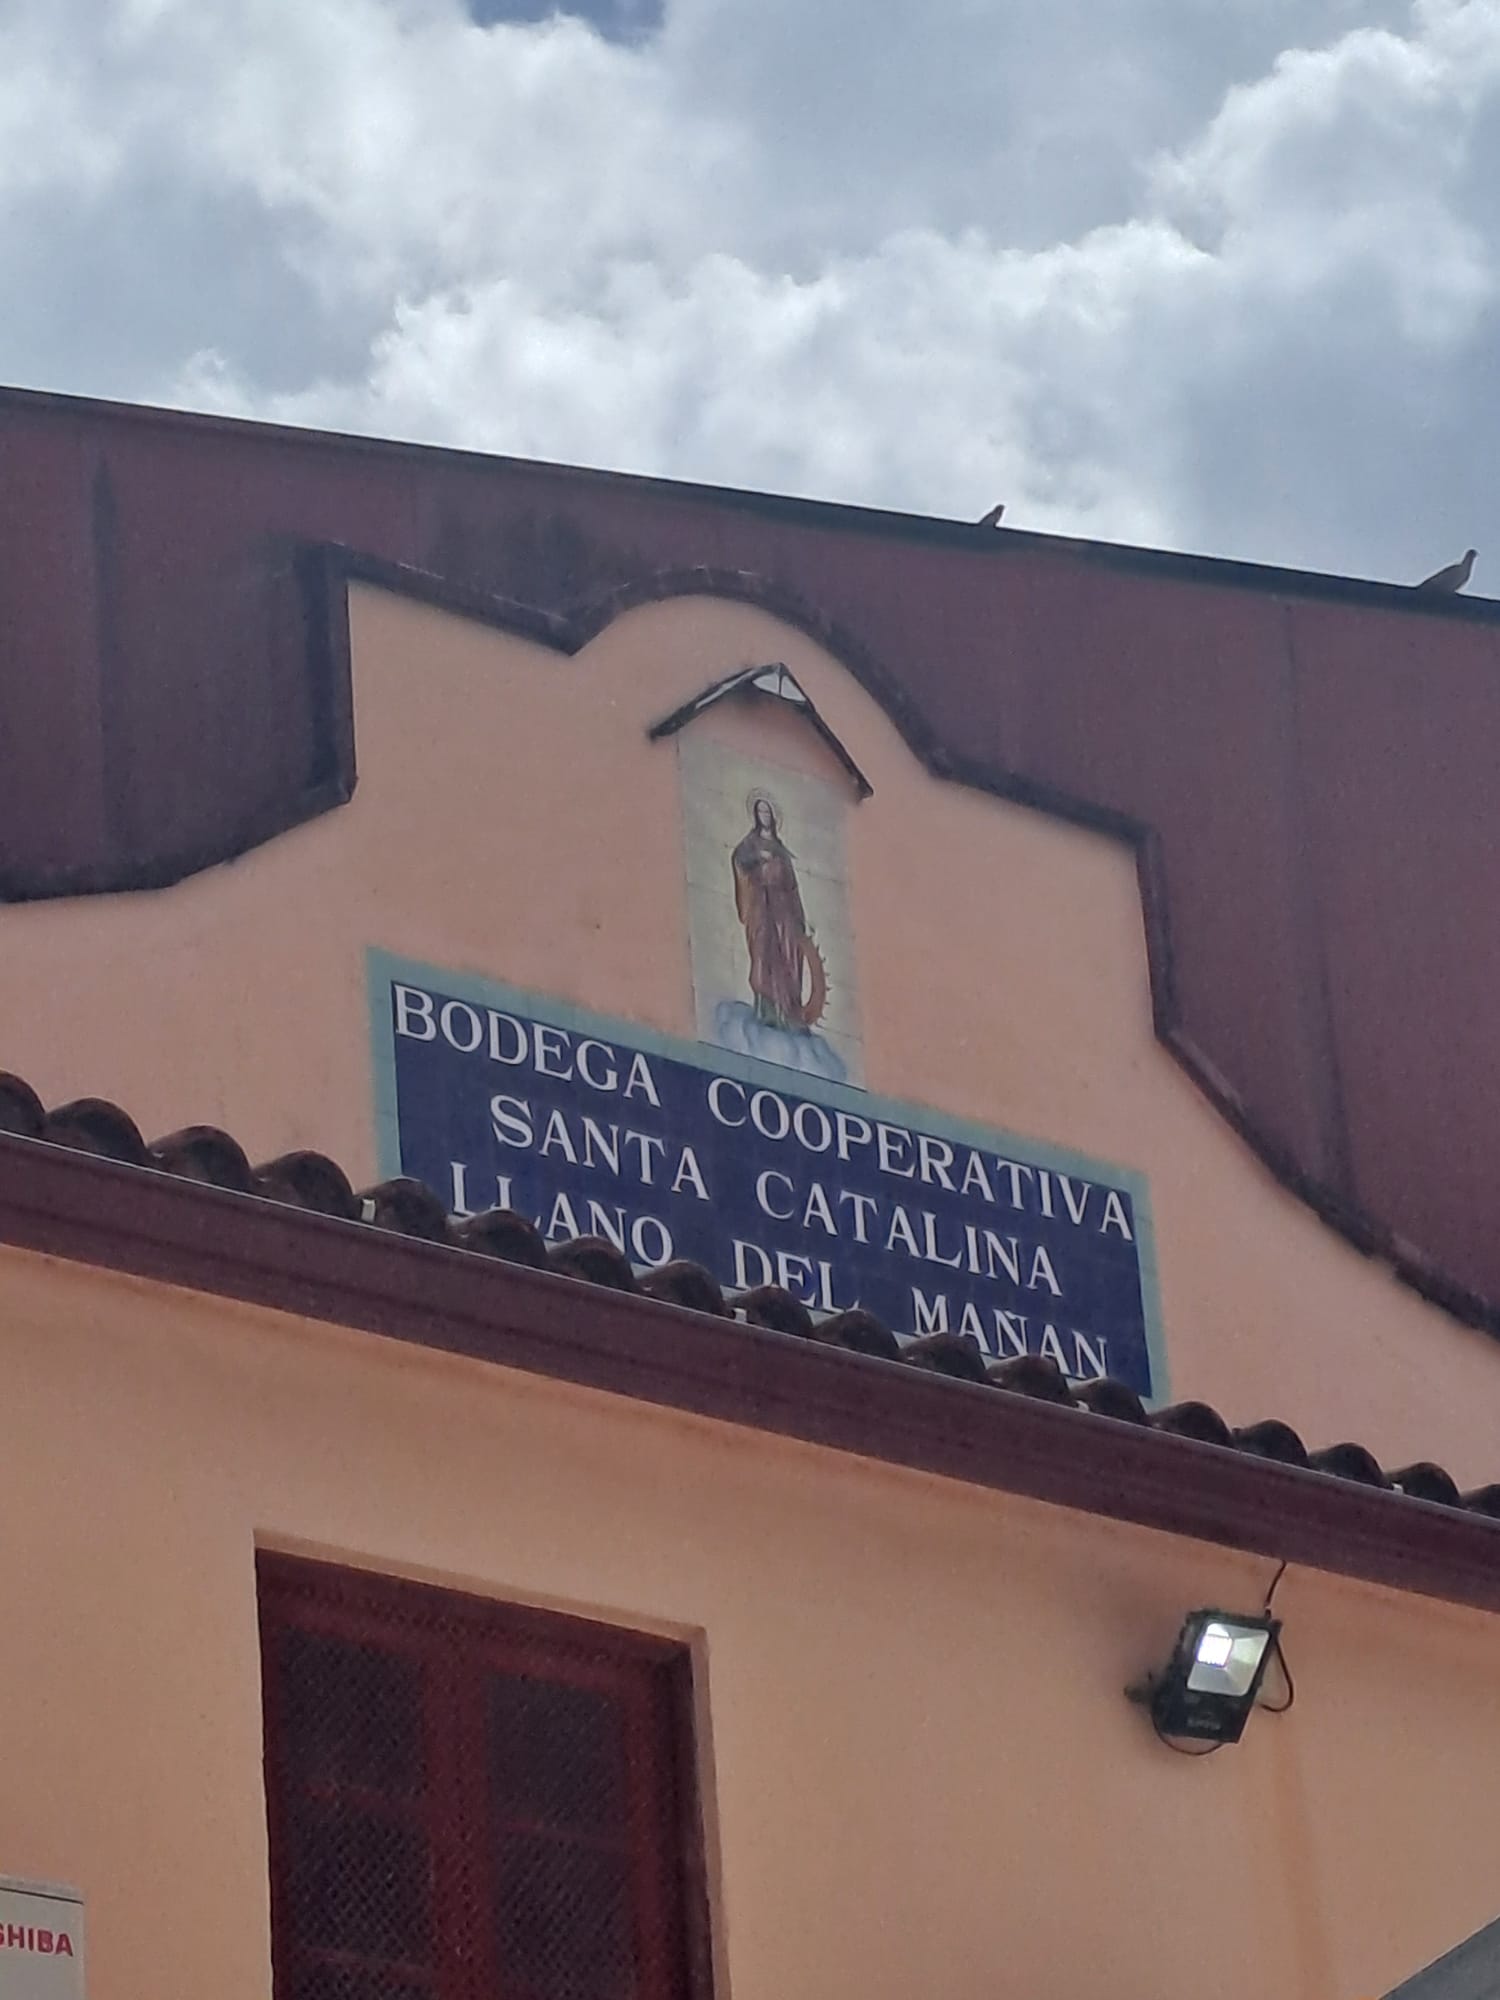 BODEGA COOPERATIVA
SANTA CATALINA
LLANO DEL MAÑAN
SHIBA